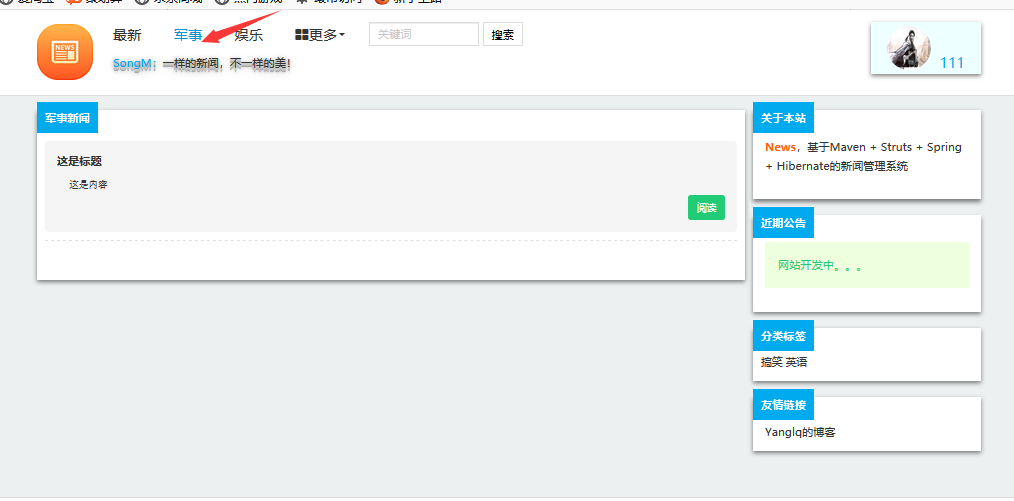 NEWS
最新 军事 娱乐 更多 关键词 搜索
SongM：一样的新闻，不一样的美！
111
军事新闻
这是标题
这是内容
阅读
关于本站
News，基于Maven + Struts + Spring
+ Hibernate的新闻管理系统
近期公告
网站开发中。。。
分类标签
搞笑 英语
友情链接
Yanglq的博客